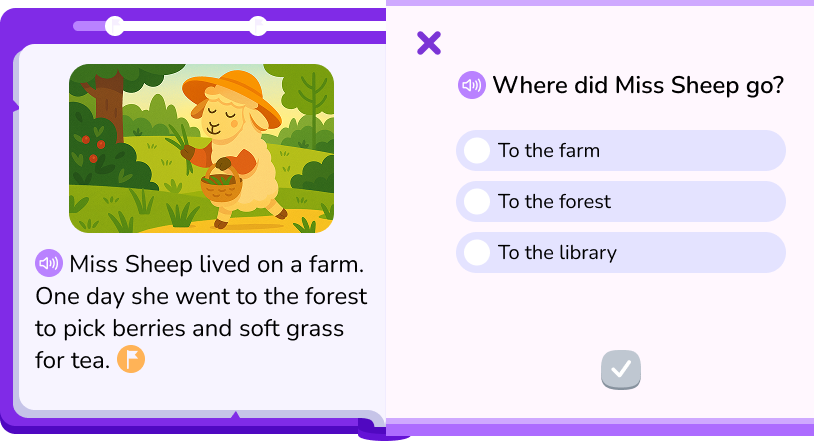 Miss Sheep lived on a farm.
One day she went to the forest
to pick berries and soft grass
for tea.
Where did Miss Sheep go?
To the farm
To the forest
To the library